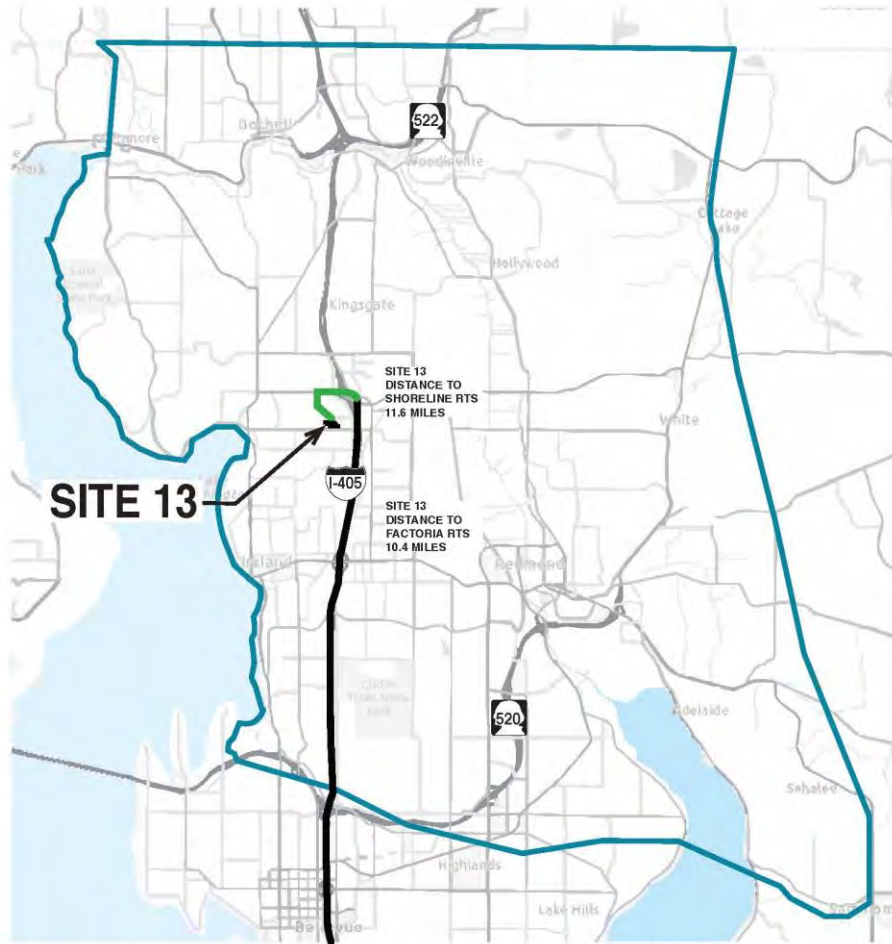 522
Woodinville
Cottage
Lake
Hollywood
Kingsgate
SITE 13
DISTANCE TO
SHORELINE RTS
11.6 MILES
White
SITE 13
I-405
SITE 13
DISTANCE TO
FACTORIA RTS
10.4 MILES
Redmond
520
Adelaide
Sahalee
Highlands
Lake Hills
Bellevue